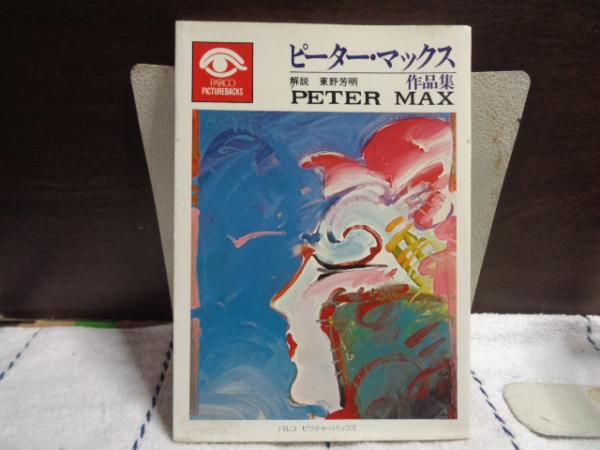 PARCO
PICTUREBACKS
ピーター・マックス
解説 東野芳明
作品集
PETER MAX
パルコ ピクチャーバックス